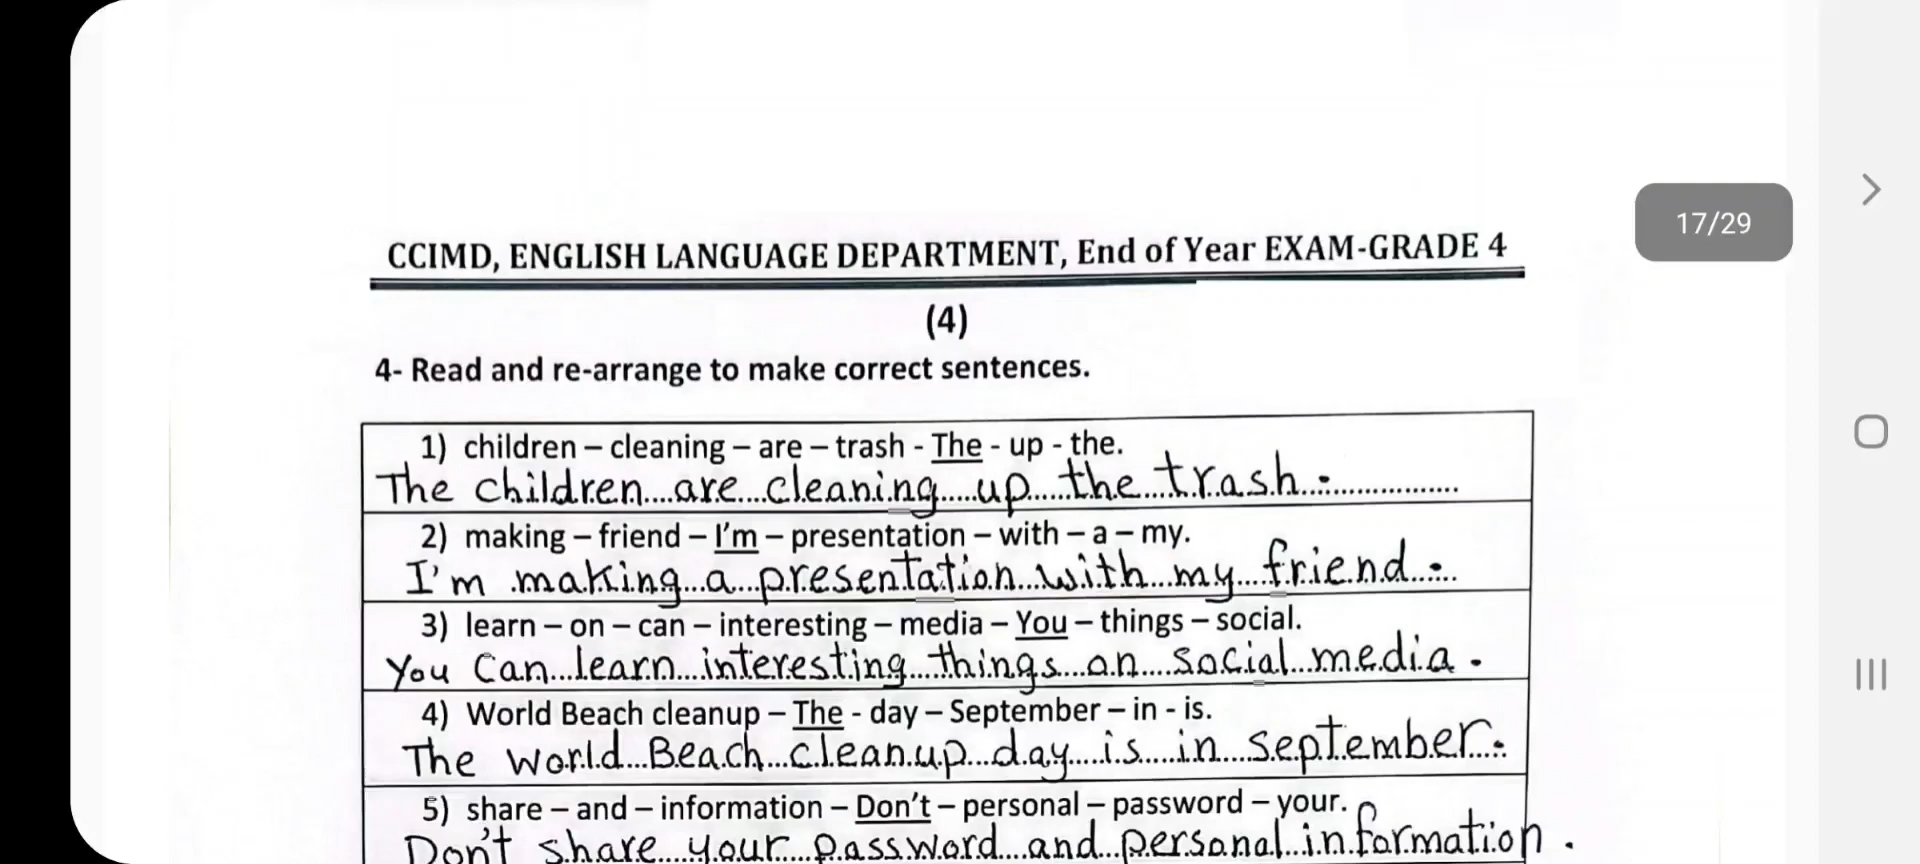 17/29
CCIMD, ENGLISH LANGUAGE DEPARTMENT, End of Year EXAM-GRADE 4
(4)
4- Read and re-arrange to make correct sentences.
1) children – cleaning – are – trash - The - up - the.
The children are cleaning up the trash.
2) making – friend – I'm – presentation – with – a – my.
I'm making a presentation with my friend.
3) learn – on – can – interesting – media – You – things – social.
You Can learn interesting things on social media.
4) World Beach cleanup – The - day – September – in - is.
The world Beach cleanup day is in september.
5) share – and – information – Don't – personal – password – your.
Don't share your password and personal information.